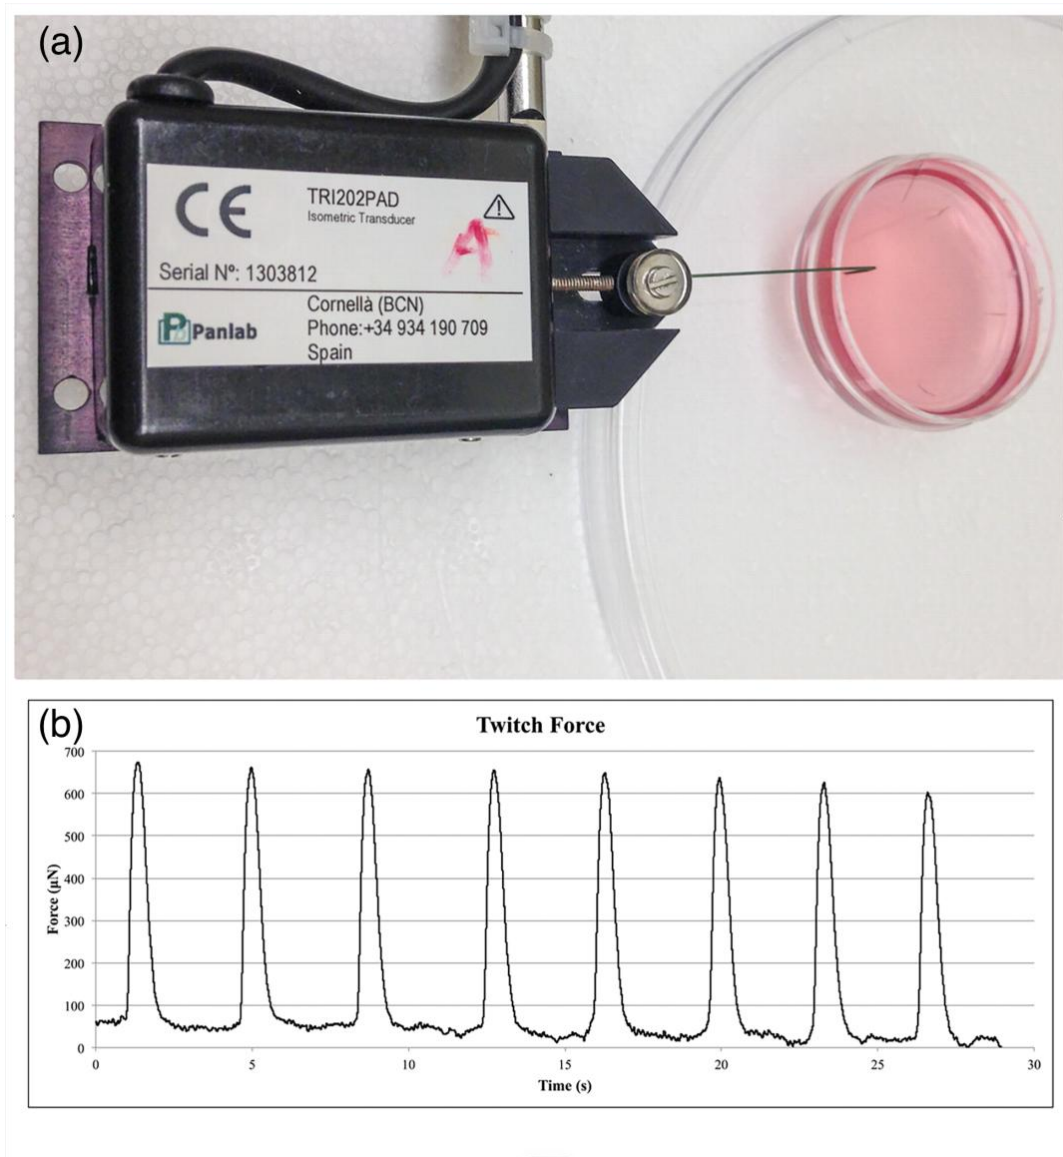 (a)
CE
TRI202PAD
Isometric Transducer
A
Serial Nº: 1303812
Panlab
Cornellà (BCN)
Phone:+34 934 190 709
Spain
(b)
Twitch Force
Force (µN)
700
600
500
400
300
200
100
0
0 5 10 15 20 25 30
Time (s)